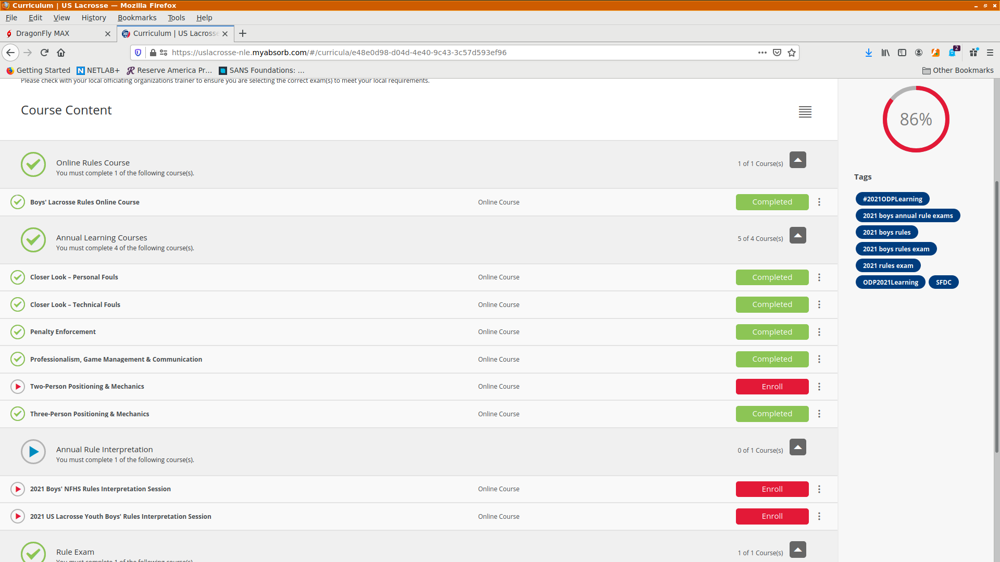 Curriculum | US Lacrosse — Mozilla Firefox
File Edit View History Bookmarks Tools Help
DragonFly MAX
Curriculum | US Lacrosse
https://uslacrosse-nle.myabsorb.com/#/curricula/e48e0d98-d04d-4e40-9c43-3c57d593ef96
2
Getting Started NETLAB+ Reserve America Pr... SANS Foundations: ... Other Bookmarks
Please check with your local officiating organizations trainer to ensure you are selecting the correct exam(s) to meet your local requirements.
Course Content
Online Rules Course
You must complete 1 of the following course(s).
1 of 1 Course(s)
Boys' Lacrosse Rules Online Course Online Course Completed
Annual Learning Courses
You must complete 4 of the following course(s).
5 of 4 Course(s)
Closer Look – Personal Fouls Online Course Completed
Closer Look – Technical Fouls Online Course Completed
Penalty Enforcement Online Course Completed
Professionalism, Game Management & Communication Online Course Completed
Two-Person Positioning & Mechanics Online Course Enroll
Three-Person Positioning & Mechanics Online Course Completed
Annual Rule Interpretation
You must complete 1 of the following course(s).
0 of 1 Course(s)
2021 Boys' NFHS Rules Interpretation Session Online Course Enroll
2021 US Lacrosse Youth Boys' Rules Interpretation Session Online Course Enroll
Rule Exam
You must complete 1 of the following course(s).
1 of 1 Course(s)
86%
Tags
#2021ODPLearning
2021 boys annual rule exams
2021 boys rules
2021 boys rules exam
2021 rules exam
ODP2021Learning SFDC